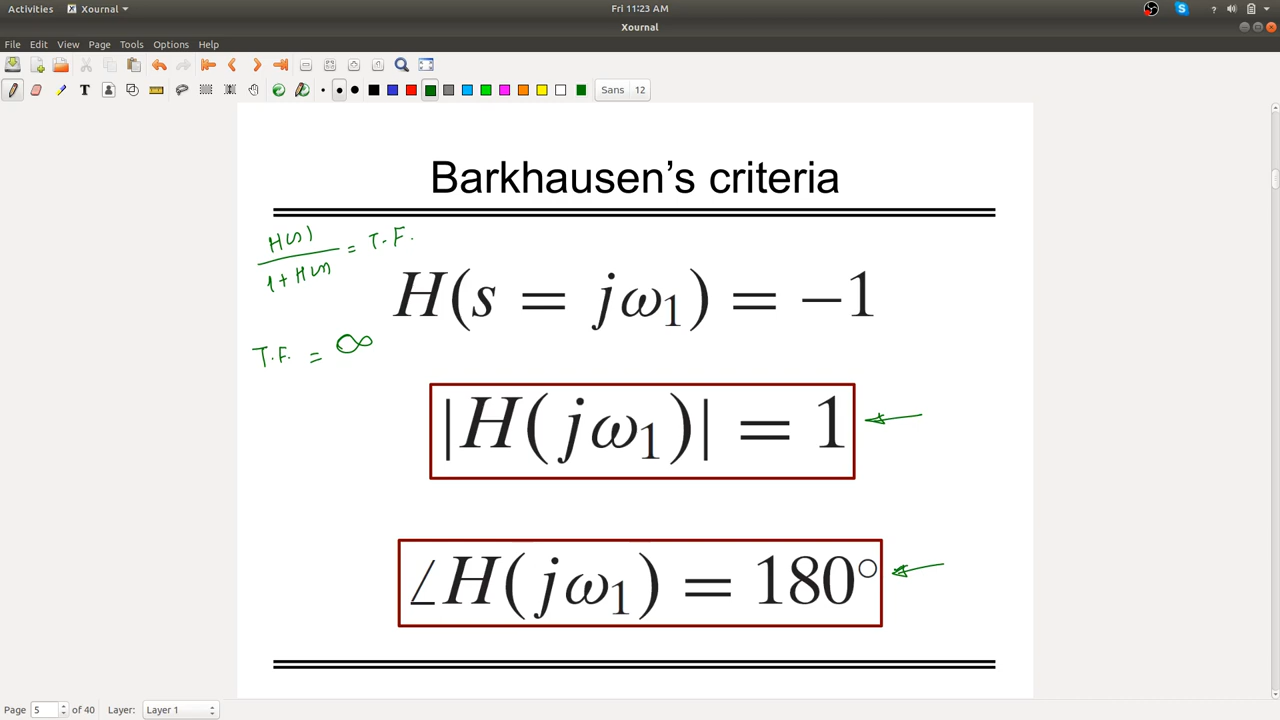 Activities Xournal Fri 11:23 AM ?
Xournal
File Edit View Page Tools Options Help
T Sans 12
Barkhausen's criteria
H(s) / 1 + H(s) = T.F.
H(s = jω₁) = −1
T.F. = ∞
|H(jω₁)| = 1
∠H(jω₁) = 180°
Page 5 of 40 Layer: Layer 1